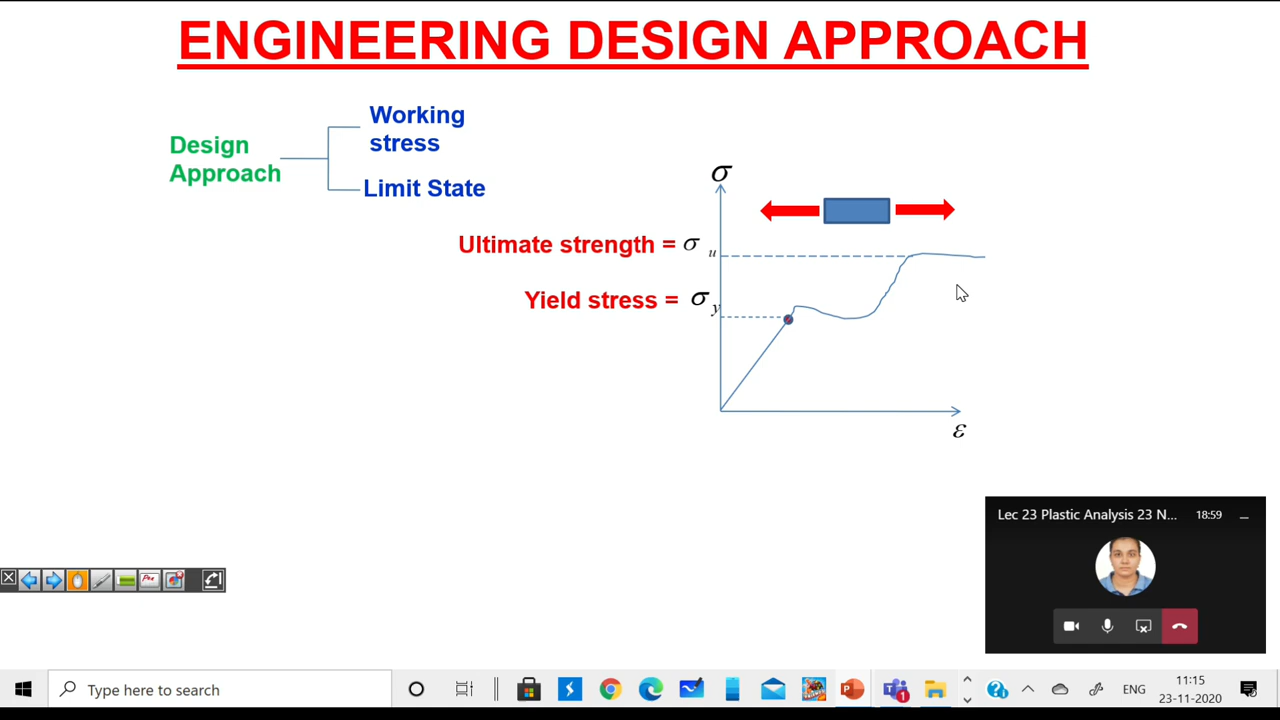 ENGINEERING DESIGN APPROACH
Design
Approach
Working
stress
Limit State
σ
Ultimate strength = σ u
Yield stress = σ y
ε
Lec 23 Plastic Analysis 23 N... 18:59
Type here to search
1
ENG
11:15
23-11-2020